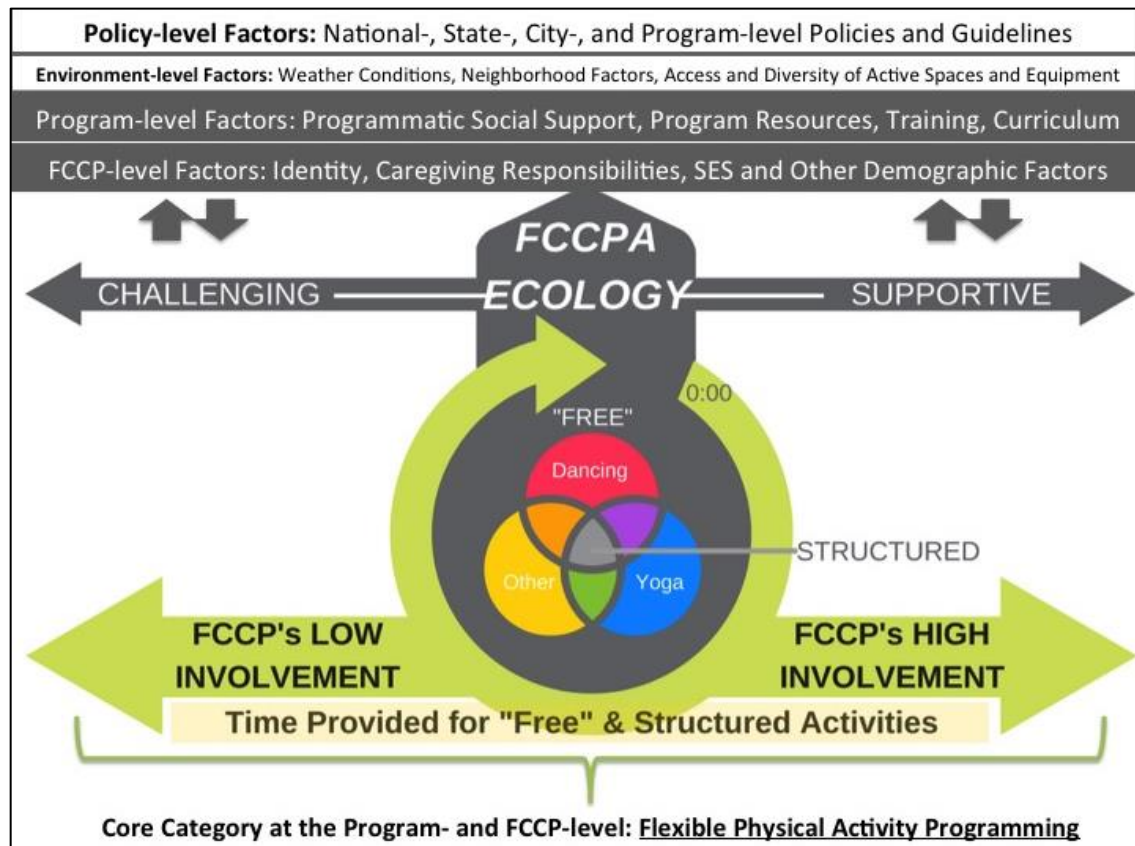 Policy-level Factors: National-, State-, City-, and Program-level Policies and Guidelines
Environment-level Factors: Weather Conditions, Neighborhood Factors, Access and Diversity of Active Spaces and Equipment
Program-level Factors: Programmatic Social Support, Program Resources, Training, Curriculum
FCCP-level Factors: Identity, Caregiving Responsibilities, SES and Other Demographic Factors
FCCPA
ECOLOGY
CHALLENGING
SUPPORTIVE
0:00
"FREE"
Dancing
Other
Yoga
STRUCTURED
FCCP's LOW
INVOLVEMENT
FCCP's HIGH
INVOLVEMENT
Time Provided for "Free" & Structured Activities
Core Category at the Program- and FCCP-level: Flexible Physical Activity Programming